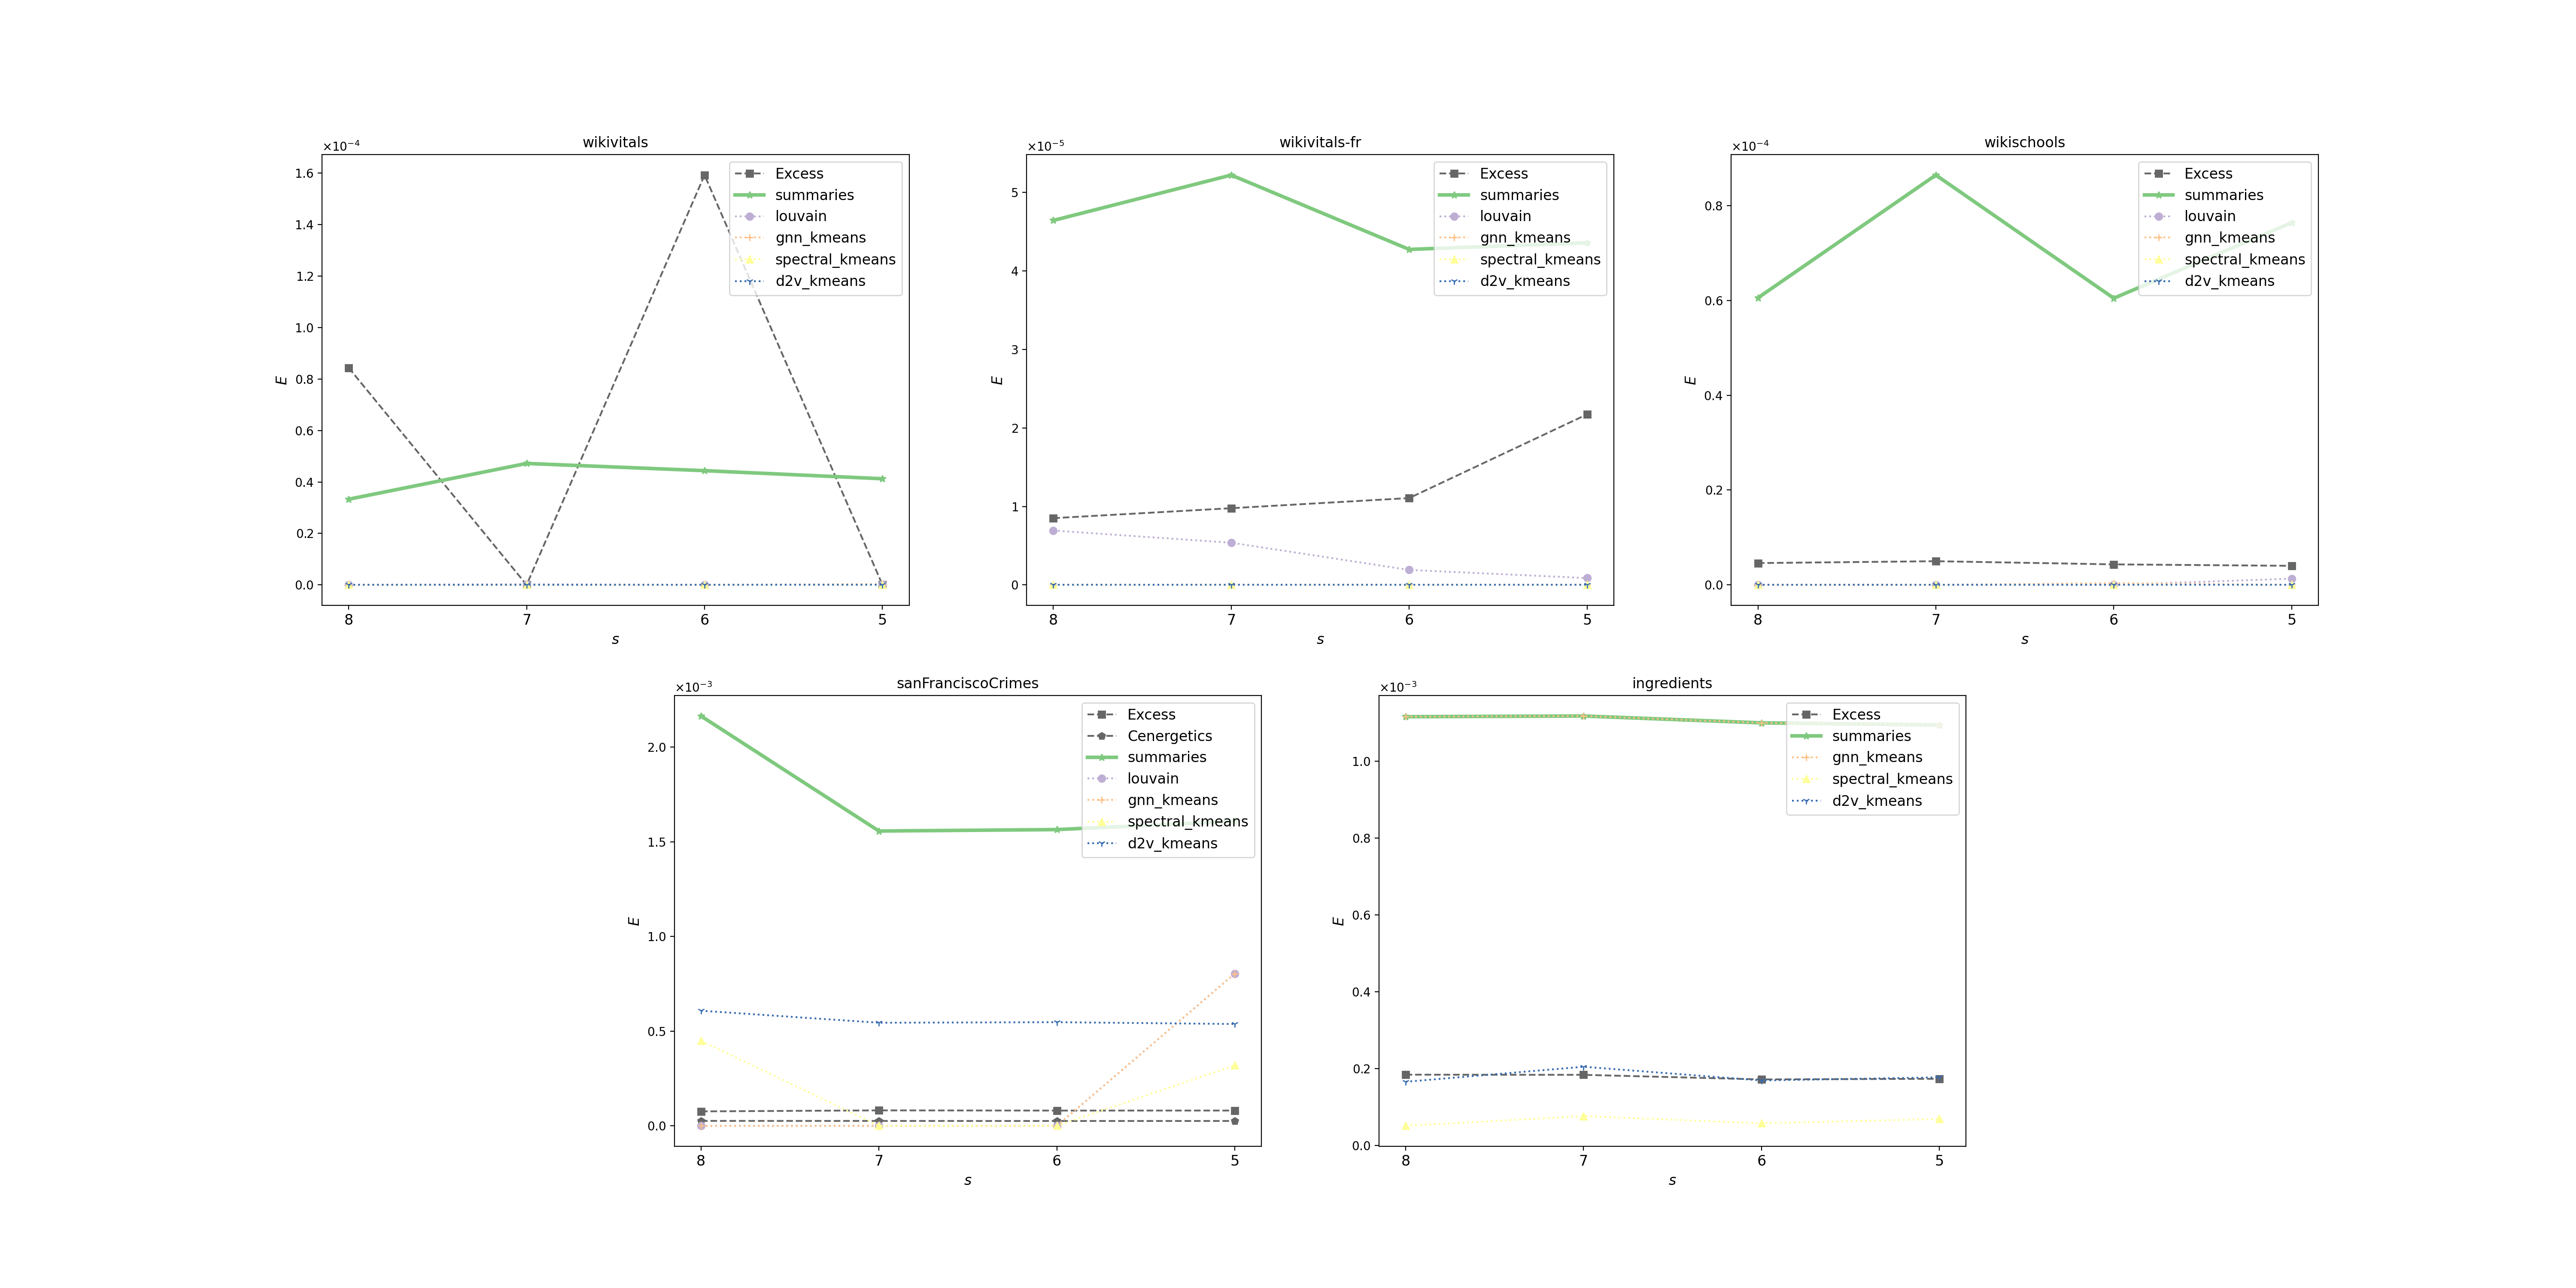 wikivitals
×10⁻⁴
1.6
1.4
1.2
1.0
0.8
0.6
0.4
0.2
0.0
E
8 7 6 5
s
Excess
summaries
louvain
gnn_kmeans
spectral_kmeans
d2v_kmeans
wikivitals-fr
×10⁻⁵
5
4
3
2
1
0
E
8 7 6 5
s
Excess
summaries
louvain
gnn_kmeans
spectral_kmeans
d2v_kmeans
wikischools
×10⁻⁴
0.8
0.6
0.4
0.2
0.0
E
8 7 6 5
s
Excess
summaries
louvain
gnn_kmeans
spectral_kmeans
d2v_kmeans
sanFranciscoCrimes
×10⁻³
2.0
1.5
1.0
0.5
0.0
E
8 7 6 5
s
Excess
Cenergetics
summaries
louvain
gnn_kmeans
spectral_kmeans
d2v_kmeans
ingredients
×10⁻³
1.0
0.8
0.6
0.4
0.2
0.0
E
8 7 6 5
s
Excess
summaries
gnn_kmeans
spectral_kmeans
d2v_kmeans